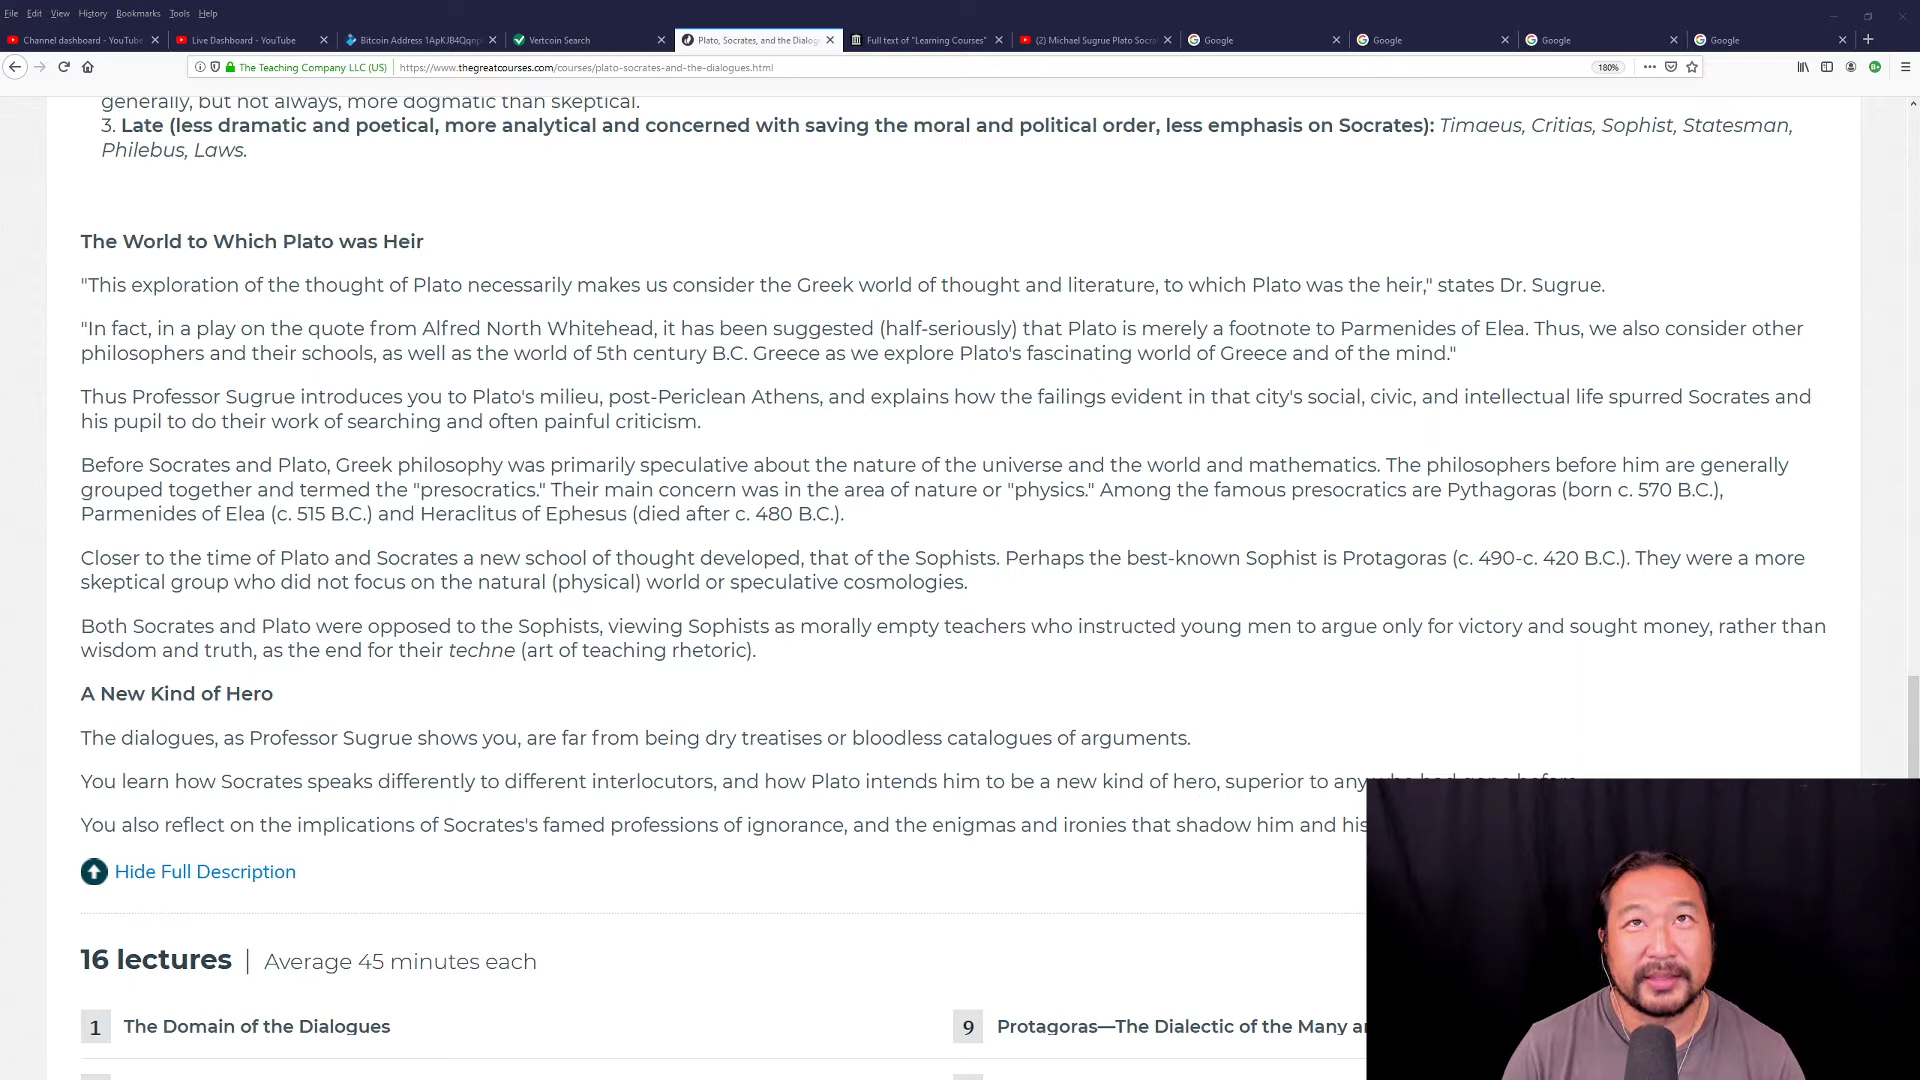 File Edit View History Bookmarks Tools Help
Channel dashboard - YouTube
Live Dashboard - YouTube
Bitcoin Address 1ApKJB4Qqnp
Vertcoin Search
Plato, Socrates, and the Dialog
Full text of "Learning Courses"
(2) Michael Sugrue Plato Socra
Google
Google
Google
Google
The Teaching Company LLC (US)
https://www.thegreatcourses.com/courses/plato-socrates-and-the-dialogues.html
180%
generally, but not always, more dogmatic than skeptical.
3. Late (less dramatic and poetical, more analytical and concerned with saving the moral and political order, less emphasis on Socrates): Timaeus, Critias, Sophist, Statesman,
Philebus, Laws.
The World to Which Plato was Heir
"This exploration of the thought of Plato necessarily makes us consider the Greek world of thought and literature, to which Plato was the heir," states Dr. Sugrue.
"In fact, in a play on the quote from Alfred North Whitehead, it has been suggested (half-seriously) that Plato is merely a footnote to Parmenides of Elea. Thus, we also consider other
philosophers and their schools, as well as the world of 5th century B.C. Greece as we explore Plato's fascinating world of Greece and of the mind."
Thus Professor Sugrue introduces you to Plato's milieu, post-Periclean Athens, and explains how the failings evident in that city's social, civic, and intellectual life spurred Socrates and
his pupil to do their work of searching and often painful criticism.
Before Socrates and Plato, Greek philosophy was primarily speculative about the nature of the universe and the world and mathematics. The philosophers before him are generally
grouped together and termed the "presocratics." Their main concern was in the area of nature or "physics." Among the famous presocratics are Pythagoras (born c. 570 B.C.),
Parmenides of Elea (c. 515 B.C.) and Heraclitus of Ephesus (died after c. 480 B.C.).
Closer to the time of Plato and Socrates a new school of thought developed, that of the Sophists. Perhaps the best-known Sophist is Protagoras (c. 490-c. 420 B.C.). They were a more
skeptical group who did not focus on the natural (physical) world or speculative cosmologies.
Both Socrates and Plato were opposed to the Sophists, viewing Sophists as morally empty teachers who instructed young men to argue only for victory and sought money, rather than
wisdom and truth, as the end for their techne (art of teaching rhetoric).
A New Kind of Hero
The dialogues, as Professor Sugrue shows you, are far from being dry treatises or bloodless catalogues of arguments.
You learn how Socrates speaks differently to different interlocutors, and how Plato intends him to be a new kind of hero, superior to any
You also reflect on the implications of Socrates's famed professions of ignorance, and the enigmas and ironies that shadow him and his
Hide Full Description
16 lectures | Average 45 minutes each
1 The Domain of the Dialogues
9 Protagoras—The Dialectic of the Many